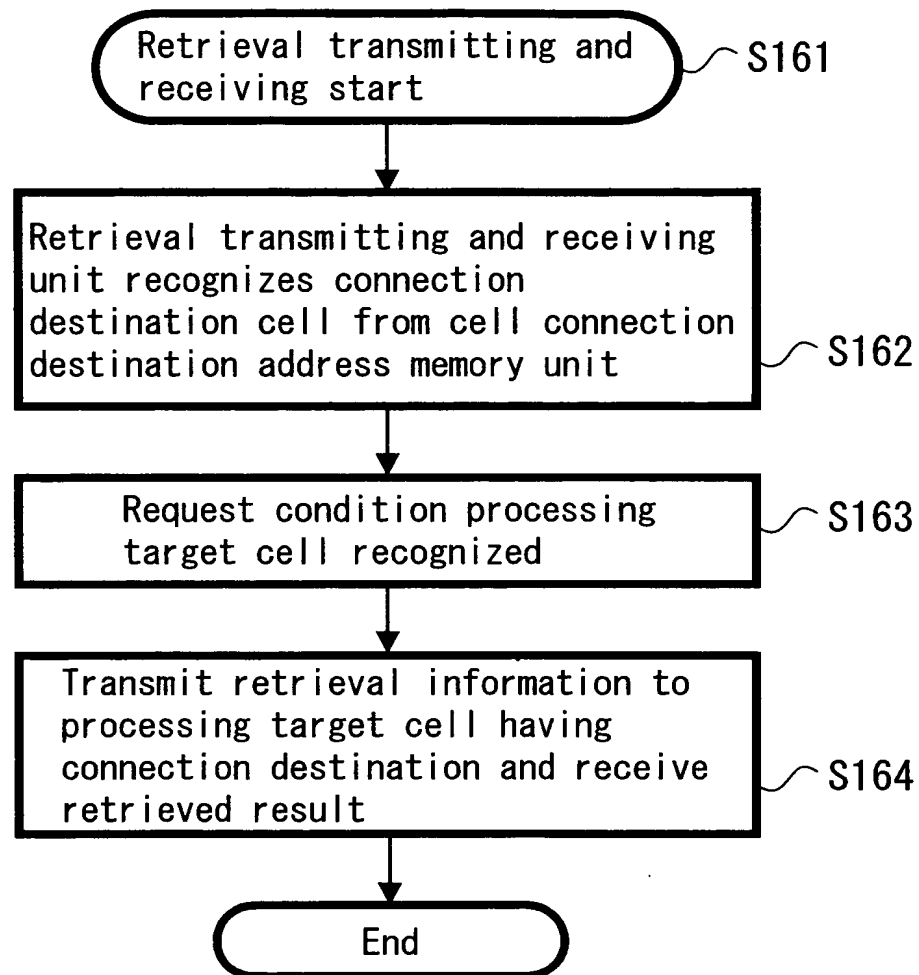 Retrieval transmitting and
receiving start
S161
Retrieval transmitting and receiving
unit recognizes connection
destination cell from cell connection
destination address memory unit
S162
Request condition processing
target cell recognized
S163
Transmit retrieval information to
processing target cell having
connection destination and receive
retrieved result
S164
End